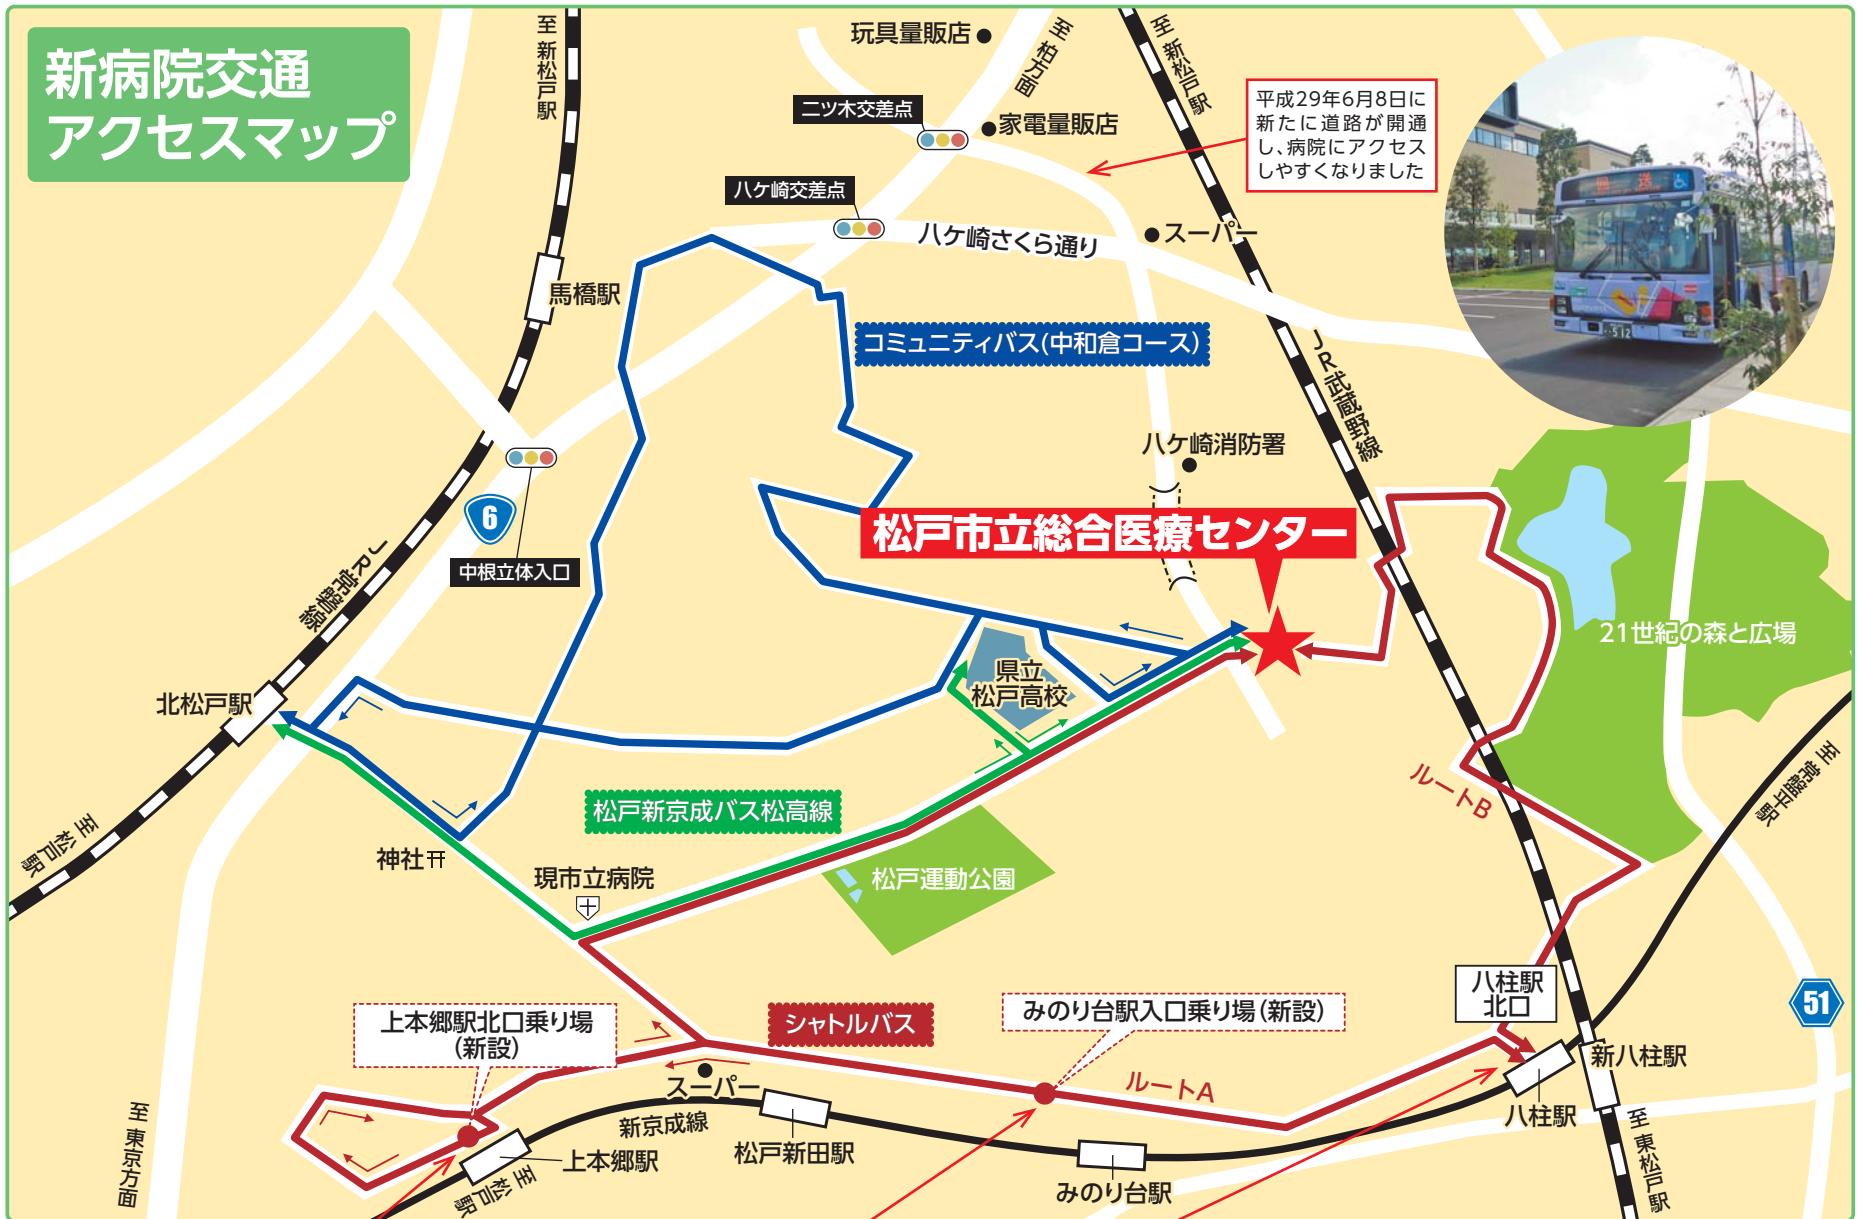 新病院交通
アクセスマップ
至 新松戸駅
玩具量販店
至 柏方面
至 新松戸駅
二ツ木交差点
家電量販店
平成29年6月8日に
新たに道路が開通
し、病院にアクセス
しやすくなりました
回送
512
八ケ崎交差点
八ケ崎さくら通り
スーパー
馬橋駅
コミュニティバス(中和倉コース)
JR武蔵野線
八ケ崎消防署
6
中根立体入口
松戸市立総合医療センター
JR常磐線
21世紀の森と広場
北松戸駅
県立
松戸高校
至 常盤平駅
ルートB
松戸新京成バス松高線
至 松戸駅
神社
現市立病院
松戸運動公園
八柱駅
北口
51
上本郷駅北口乗り場
(新設)
シャトルバス
みのり台駅入口乗り場(新設)
新八柱駅
スーパー
ルートA
八柱駅
至 東京方面
新京成線
松戸新田駅
上本郷駅
至 松戸駅
みのり台駅
至 東松戸駅